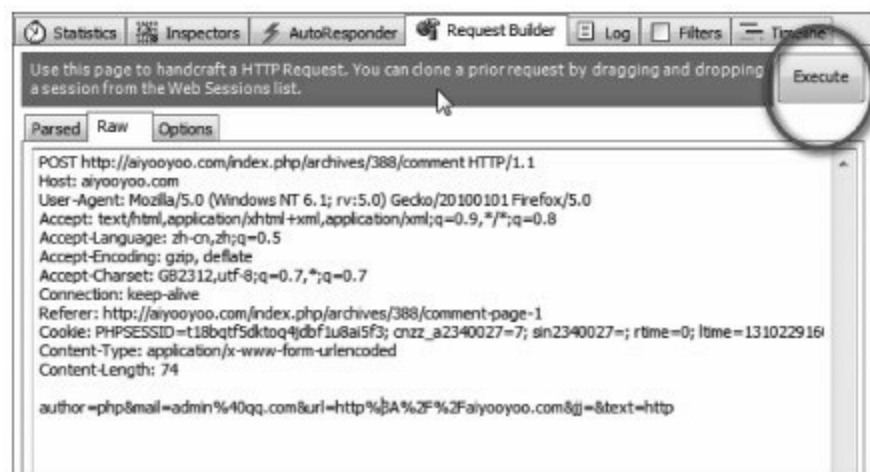 Statistics Inspectors AutoResponder Request Builder Log Filters Timeline
Use this page to handcraft a HTTP Request. You can clone a prior request by dragging and dropping
a session from the Web Sessions list.
Execute
Parsed Raw Options
POST http://aiyooyoo.com/index.php/archives/388/comment HTTP/1.1
Host: aiyooyoo.com
User-Agent: Mozilla/5.0 (Windows NT 6.1; rv:5.0) Gecko/20100101 Firefox/5.0
Accept: text/html,application/xhtml+xml,application/xml;q=0.9,*/*;q=0.8
Accept-Language: zh-cn,zh;q=0.5
Accept-Encoding: gzip, deflate
Accept-Charset: GB2312,utf-8;q=0.7,*;q=0.7
Connection: keep-alive
Referer: http://aiyooyoo.com/index.php/archives/388/comment-page-1
Cookie: PHPSESSID=t18bqtf5dktoq4jdbf1u8ai5f3; cnzz_a2340027=7; sin2340027=; rtime=0; ltime=131022916
Content-Type: application/x-www-form-urlencoded
Content-Length: 74
author=php&mail=admin%40qq.com&url=http%3A%2F%2Faiyooyoo.com&jj=&text=http